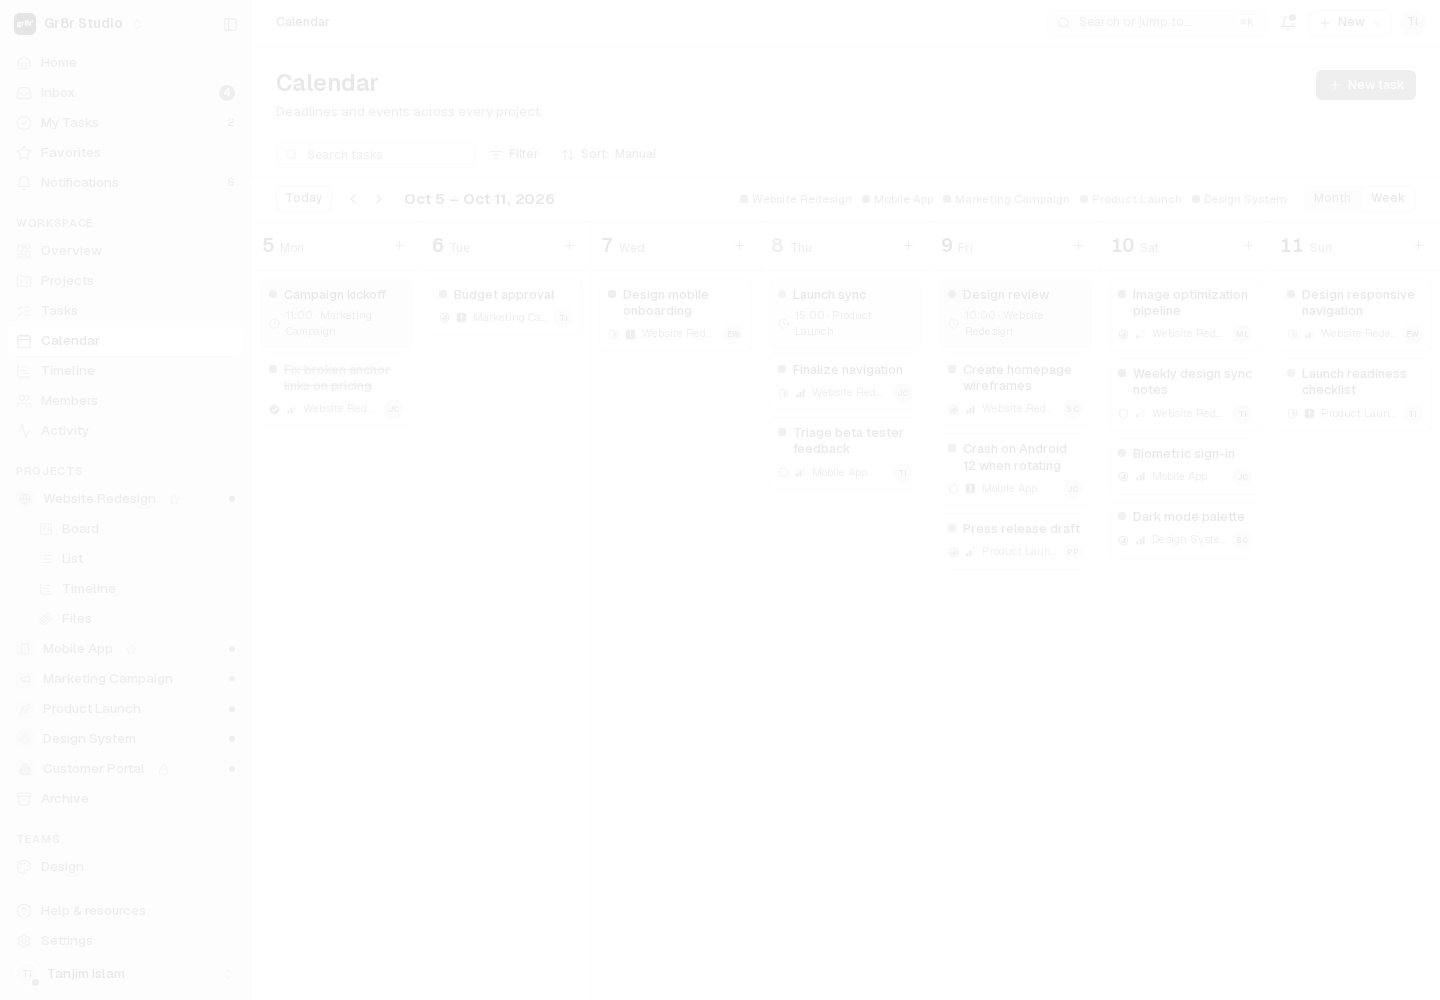 Gr8r Studio
Home
Inbox 4
My Tasks 2
Favorites
Notifications 6
WORKSPACE
Overview
Projects
Tasks
Calendar
Timeline
Members
Activity
PROJECTS
Website Redesign
Board
List
Timeline
Files
Mobile App
Marketing Campaign
Product Launch
Design System
Customer Portal
Archive
TEAMS
Design
Help & resources
Settings
TI Tanjim Islam
Calendar
Search or jump to... ⌘K
New
TI
Calendar
Deadlines and events across every project.
New task
Search tasks
Filter
Sort: Manual
Today
Oct 5 – Oct 11, 2026
Website Redesign Mobile App Marketing Campaign Product Launch Design System
Month Week
5 Mon
Campaign kickoff
11:00 · Marketing
Campaign
Fix broken anchor
links on pricing
Website Red... JC
6 Tue
Budget approval
Marketing Ca... TI
7 Wed
Design mobile
onboarding
Website Red... EW
8 Thu
Launch sync
15:00 · Product
Launch
Finalize navigation
Website Red... JC
Triage beta tester
feedback
Mobile App TI
9 Fri
Design review
10:00 · Website
Redesign
Create homepage
wireframes
Website Red... SC
Crash on Android
12 when rotating
Mobile App JC
Press release draft
Product Laun... PP
10 Sat
Image optimization
pipeline
Website Red... ML
Weekly design sync
notes
Website Red... TI
Biometric sign-in
Mobile App JC
Dark mode palette
Design Syste... SC
11 Sun
Design responsive
navigation
Website Rede... EW
Launch readiness
checklist
Product Laun... TI